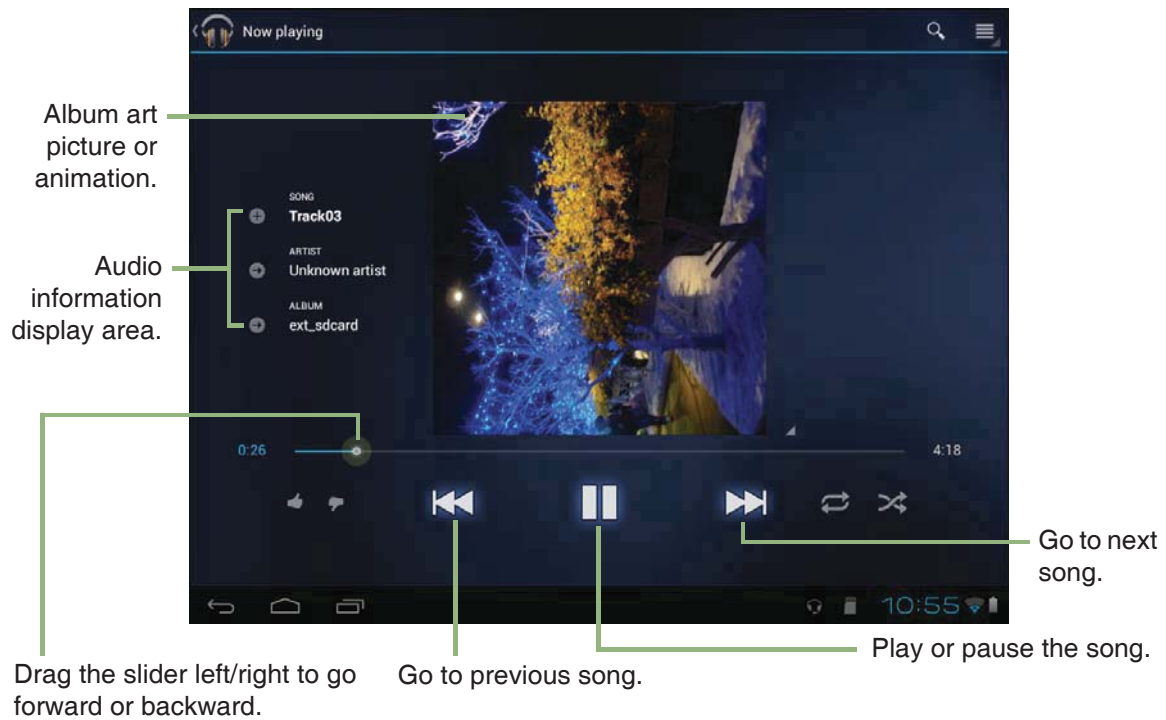 Now playing
Album art
picture or
animation.
SONG
Track03
ARTIST
Unknown artist
ALBUM
ext_sdcard
Audio
information
display area.
0:26
4:18
Go to next
song.
10:55
Play or pause the song.
Drag the slider left/right to go
forward or backward.
Go to previous song.